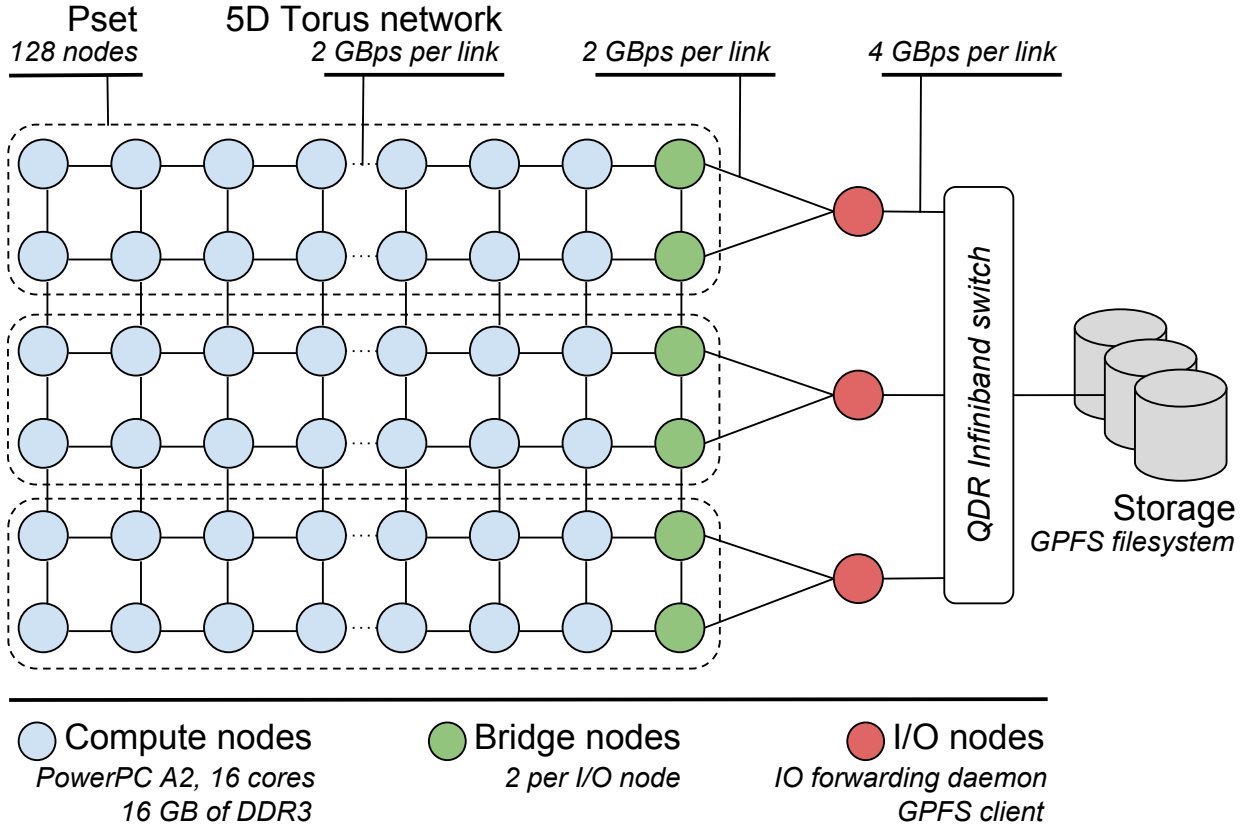 Pset
128 nodes
5D Torus network
2 GBps per link
2 GBps per link
4 GBps per link
QDR Infiniband switch
Storage
GPFS filesystem
Compute nodes
PowerPC A2, 16 cores
16 GB of DDR3
Bridge nodes
2 per I/O node
I/O nodes
IO forwarding daemon
GPFS client